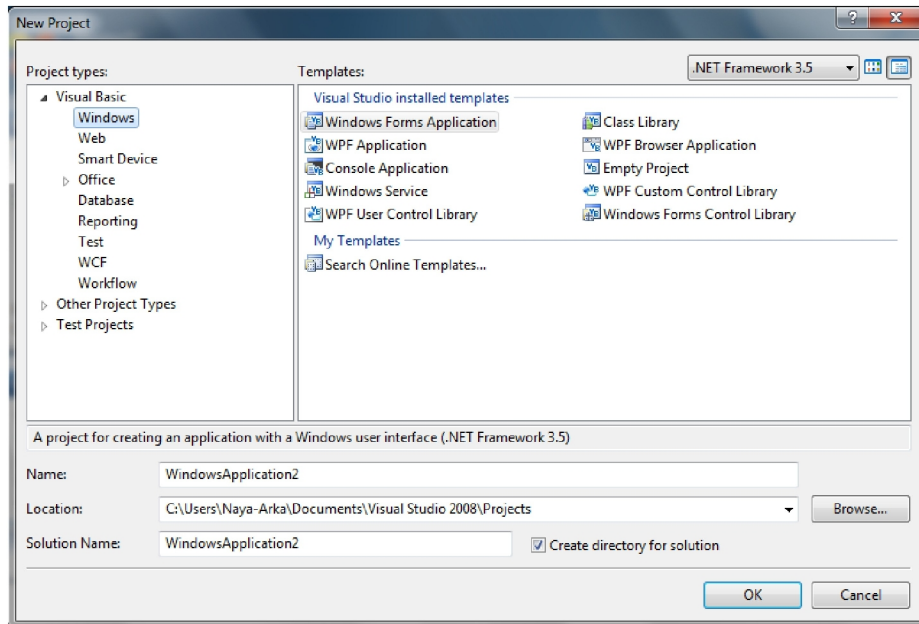 New Project
Project types:
Templates:
.NET Framework 3.5
Visual Basic
Windows
Web
Smart Device
Office
Database
Reporting
Test
WCF
Workflow
Other Project Types
Test Projects
Visual Studio installed templates
Windows Forms Application
Class Library
WPF Application
WPF Browser Application
Console Application
Empty Project
Windows Service
WPF Custom Control Library
WPF User Control Library
Windows Forms Control Library
My Templates
Search Online Templates...
A project for creating an application with a Windows user interface (.NET Framework 3.5)
Name:
WindowsApplication2
Location:
C:\Users\Naya-Arka\Documents\Visual Studio 2008\Projects
Browse...
Solution Name:
WindowsApplication2
Create directory for solution
OK
Cancel